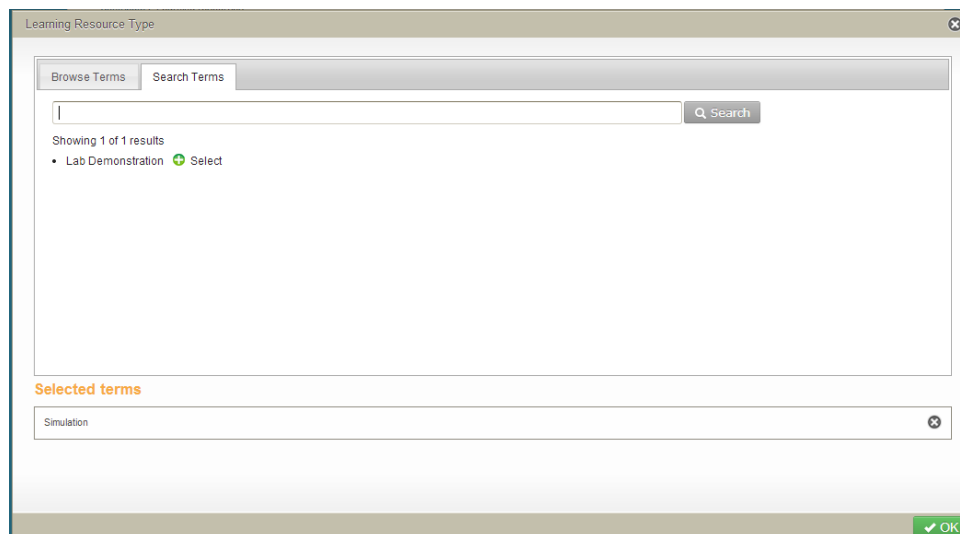 Learning Resource Type
Browse Terms Search Terms
Search
Showing 1 of 1 results
• Lab Demonstration Select
Selected terms
Simulation
OK